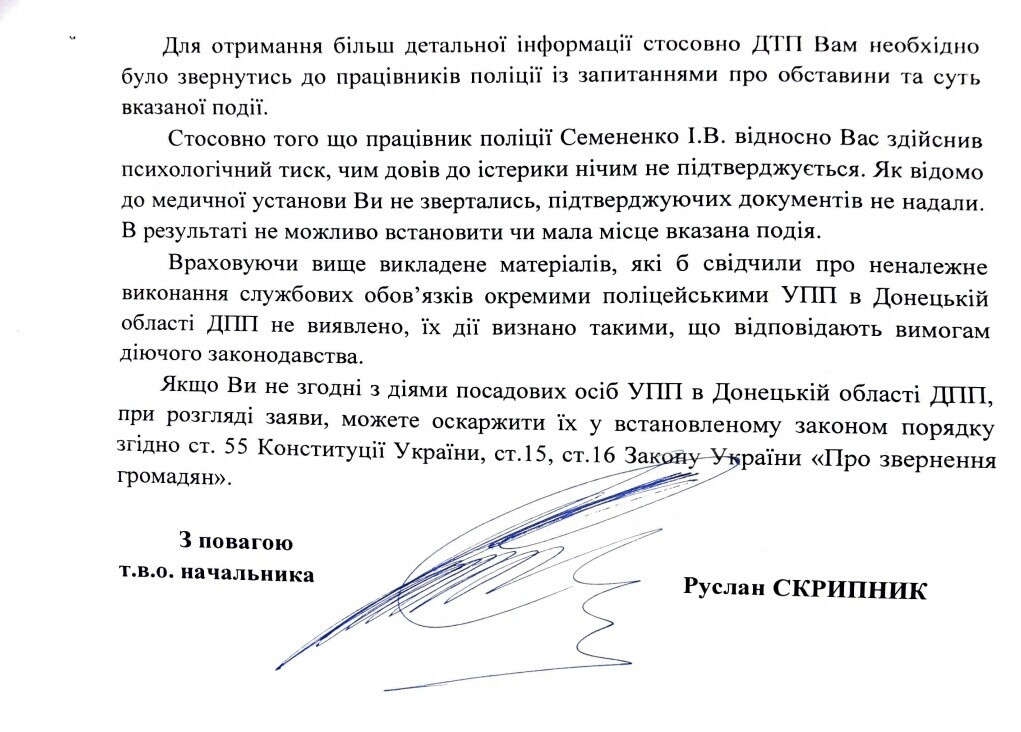 Для отримання більш детальної інформації стосовно ДТП Вам необхідно
було звернутись до працівників поліції із запитаннями про обставини та суть
вказаної події.
Стосовно того що працівник поліції Семененко І.В. відносно Вас здійснив
психологічний тиск, чим довів до істерики нічим не підтверджується. Як відомо
до медичної установи Ви не звертались, підтверджуючих документів не надали.
В результаті не можливо встановити чи мала місце вказана подія.
Враховуючи вище викладене матеріалів, які б свідчили про неналежне
виконання службових обов’язків окремими поліцейськими УПП в Донецькій
області ДПП не виявлено, їх дії визнано такими, що відповідають вимогам
діючого законодавства.
Якщо Ви не згодні з діями посадових осіб УПП в Донецькій області ДПП,
при розгляді заяви, можете оскаржити їх у встановленому законом порядку
згідно ст. 55 Конституції України, ст.15, ст.16 Закону України «Про звернення
громадян».
З повагою
т.в.о. начальника
Руслан СКРИПНИК